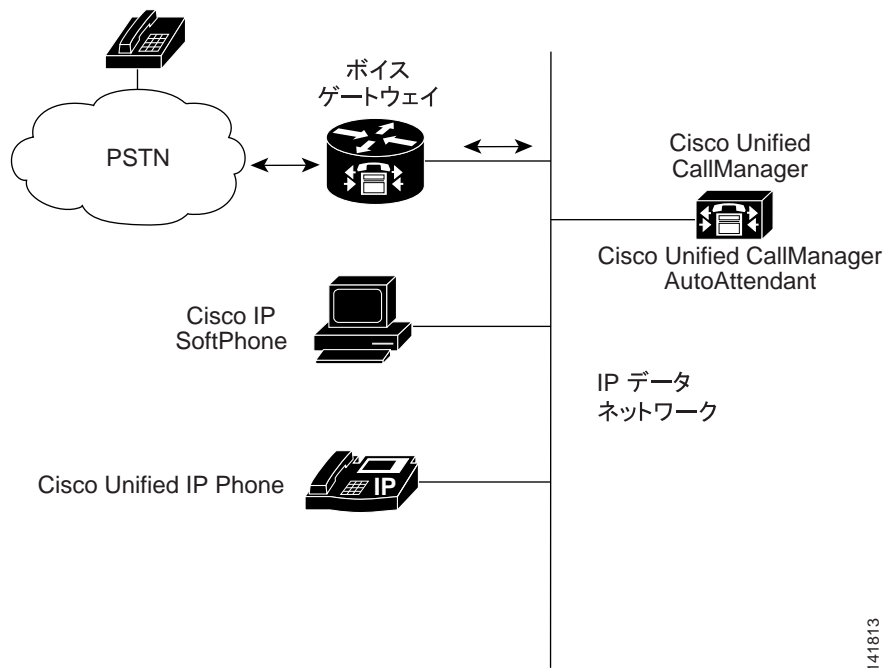 ボイス
ゲートウェイ
PSTN
Cisco Unified
CallManager
Cisco Unified CallManager
AutoAttendant
Cisco IP
SoftPhone
IP データ
ネットワーク
Cisco Unified IP Phone
IP
141813